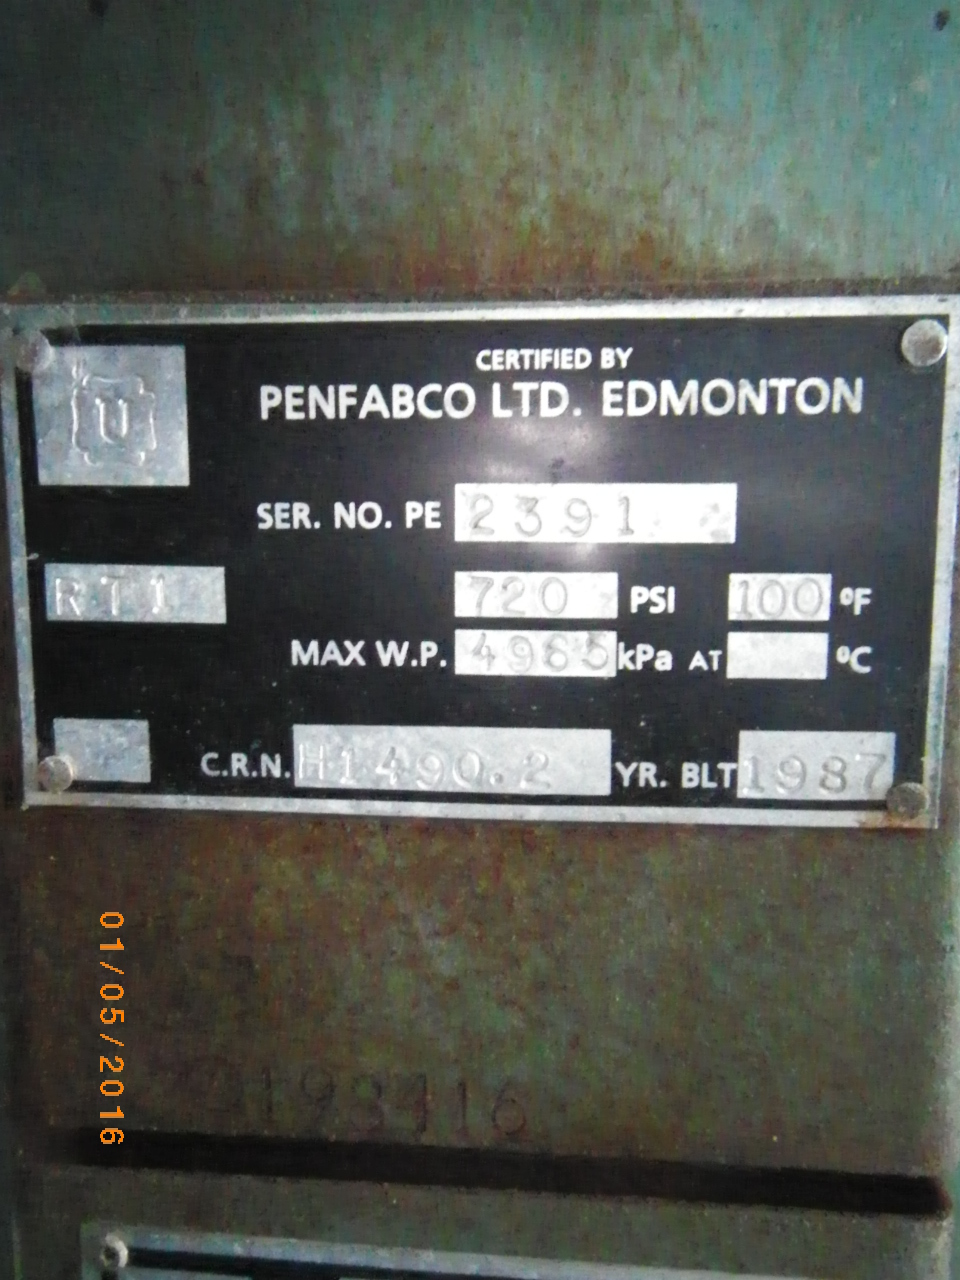 U
CERTIFIED BY
PENFABCO LTD. EDMONTON
SER. NO. PE 2391
RT1
720 PSI 100 °F
MAX W.P. 4965 kPa AT °C
C.R.N. H1490.2 YR. BLT 1987
01/05/2016